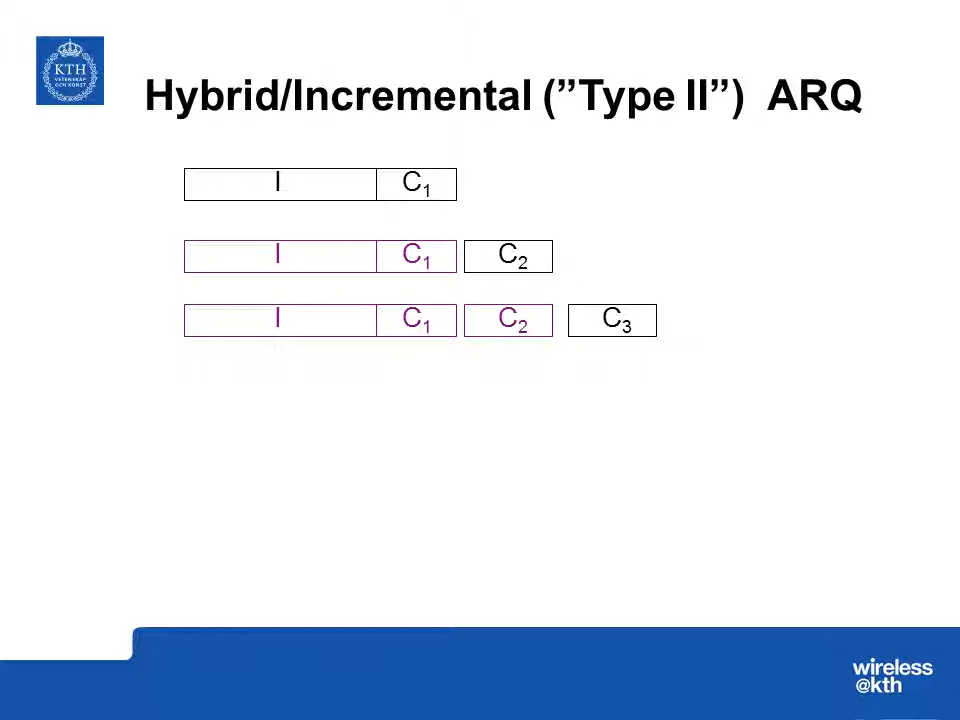 KTH
VETENSKAP
OCH KONST
Hybrid/Incremental (”Type II”) ARQ
I C₁
I C₁ C₂
I C₁ C₂ C₃
wireless
@kth